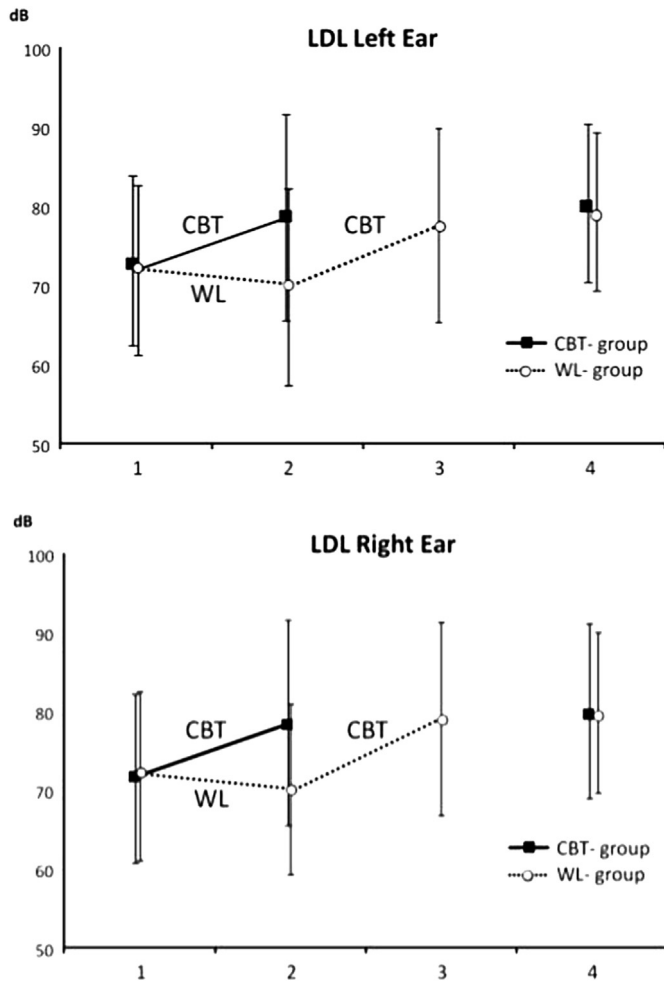 dB
LDL Left Ear
100
90
80
70
60
50
CBT
CBT
WL
CBT- group
WL- group
1 2 3 4
dB
LDL Right Ear
100
90
80
70
60
50
CBT
CBT
WL
CBT- group
WL- group
1 2 3 4